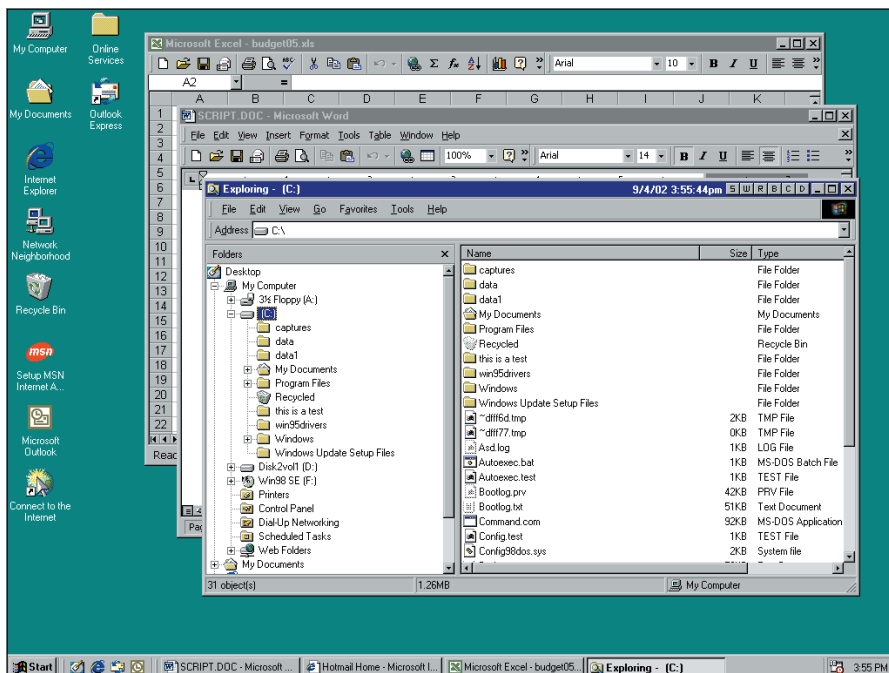 My Computer
Online
Services
My Documents
Outlook
Express
Internet
Explorer
Network
Neighborhood
Recycle Bin
msn
Setup MSN
Internet A...
Microsoft
Outlook
Connect to the
Internet
Microsoft Excel - budget05.xls
Arial 10 B I U
A2 =
A B C D E F G H I J K
1
2
3
4
5
6
7
8
9
10
11
12
13
14
15
16
17
18
19
20
21
22
Reac
SCRIPT.DOC - Microsoft Word
File Edit View Insert Format Tools Table Window Help
100% Arial 14 B I U
Pag
Exploring - (C:) 9/4/02 3:55:44pm S W R B C D
File Edit View Go Favorites Tools Help
Address C:\
Folders
Desktop
My Computer
3½ Floppy (A:)
(C:)
captures
data
data1
My Documents
Program Files
Recycled
this is a test
win95drivers
Windows
Windows Update Setup Files
Disk2vol1 (D:)
Win98 SE (F:)
Printers
Control Panel
Dial-Up Networking
Scheduled Tasks
Web Folders
My Documents
Name Size Type
captures File Folder
data File Folder
data1 File Folder
My Documents My Documents
Program Files File Folder
Recycled Recycle Bin
this is a test File Folder
win95drivers File Folder
Windows File Folder
Windows Update Setup Files File Folder
~dfff6d.tmp 2KB TMP File
~dfff77.tmp 0KB TMP File
Asd.log 1KB LOG File
Autoexec.bat 1KB MS-DOS Batch File
Autoexec.test 1KB TEST File
Bootlog.prv 42KB PRV File
Bootlog.txt 51KB Text Document
Command.com 92KB MS-DOS Application
Config.test 1KB TEST File
Config98dos.sys 2KB System file
31 object(s) 1.26MB My Computer
Start SCRIPT.DOC - Microsoft ... Hotmail Home - Microsoft I... Microsoft Excel - budget05... Exploring - (C:) 3:55 PM